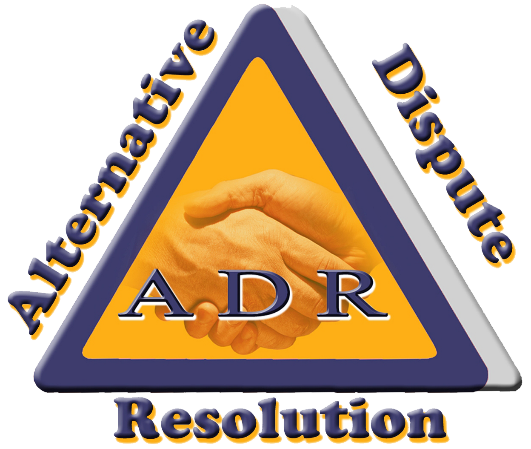 Alternative
Dispute
ADR
Resolution